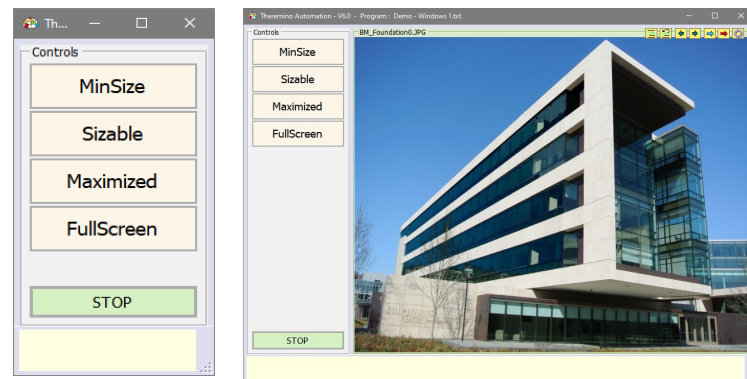 Th...
Controls
MinSize
Sizable
Maximized
FullScreen
STOP
Theremino Automation - V6.0 - Program : Demo - Windows 1.txt
Controls
BM_Foundation0.JPG
MinSize
Sizable
Maximized
FullScreen
STOP